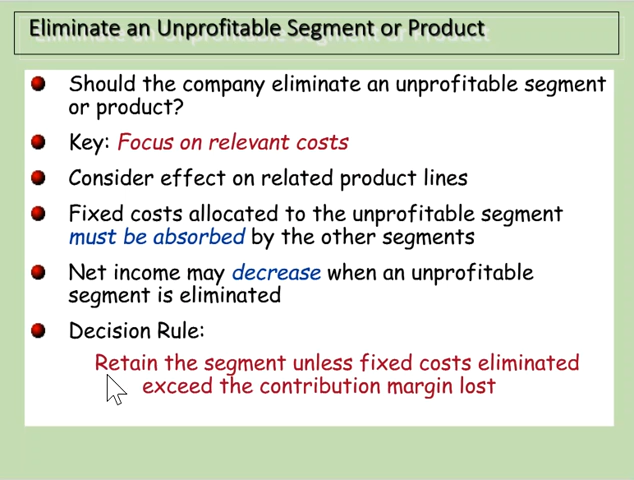 Eliminate an Unprofitable Segment or Product
Should the company eliminate an unprofitable segment
or product?
Key: Focus on relevant costs
Consider effect on related product lines
Fixed costs allocated to the unprofitable segment
must be absorbed by the other segments
Net income may decrease when an unprofitable
segment is eliminated
Decision Rule:
Retain the segment unless fixed costs eliminated
exceed the contribution margin lost